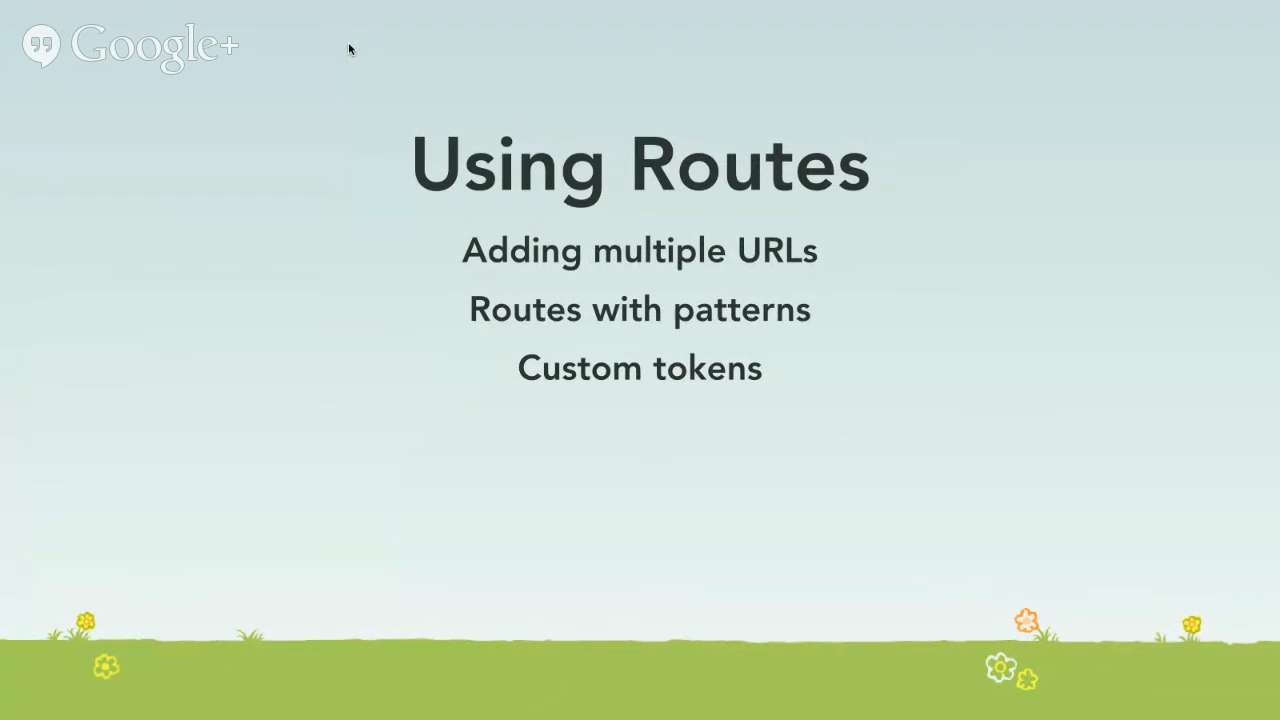 Google+
Using Routes
Adding multiple URLs
Routes with patterns
Custom tokens